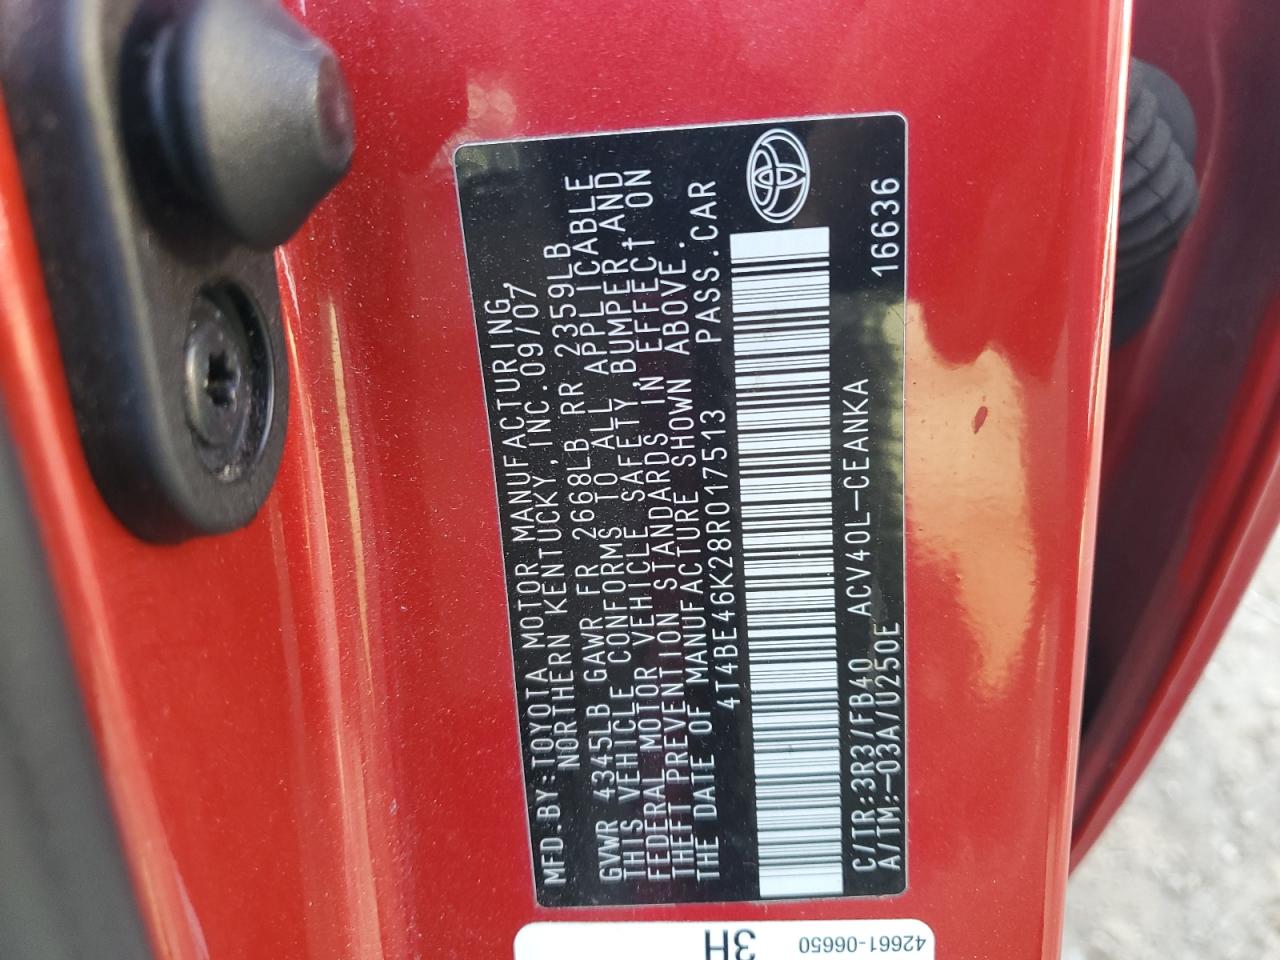 MFD.BY:TOYOTA MOTOR MANUFACTURING,
NORTHERN KENTUCKY,INC.09/07
GVWR 4345LB GAWR FR 2668LB RR 2359LB
THIS VEHICLE CONFORMS TO ALL APPLICABLE
FEDERAL MOTOR VEHICLE SAFETY,BUMPER,AND
THEFT PREVENTION STANDARDS IN EFFECT ON
THE DATE OF MANUFACTURE SHOWN ABOVE.
4T4BE46K28R017513 PASS.CAR
C/TR:3R3/FB40 ACV40L-CEANKA 16636
A/TM:-03A/U250E
3H
42661-06650